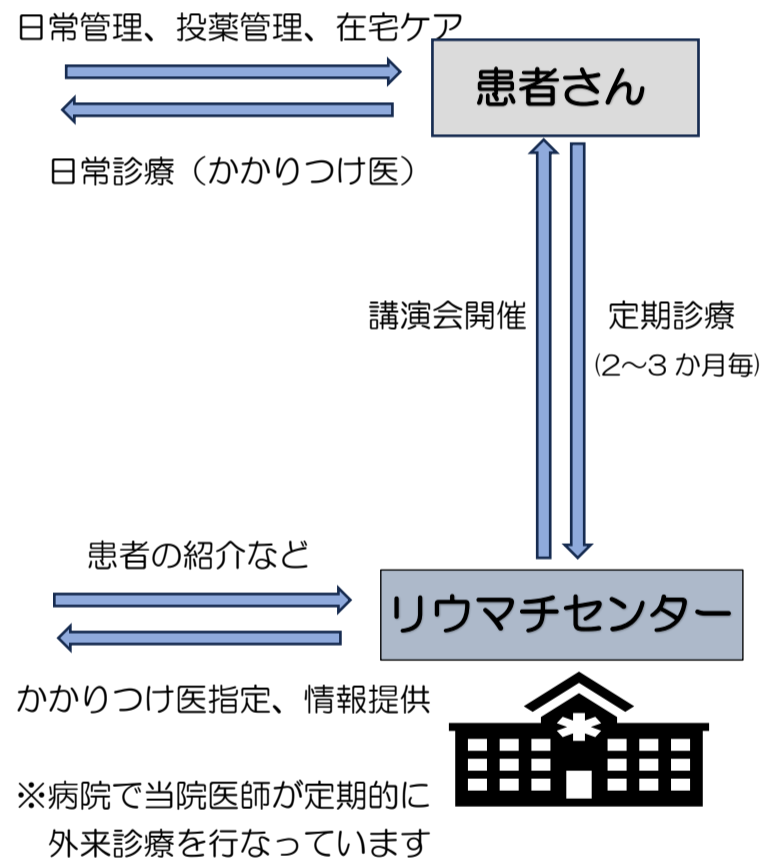 日常管理、投薬管理、在宅ケア
患者さん
日常診療（かかりつけ医）
講演会開催
定期診療
(2～3 か月毎)
患者の紹介など
リウマチセンター
かかりつけ医指定、情報提供
※病院で当院医師が定期的に
外来診療を行なっています